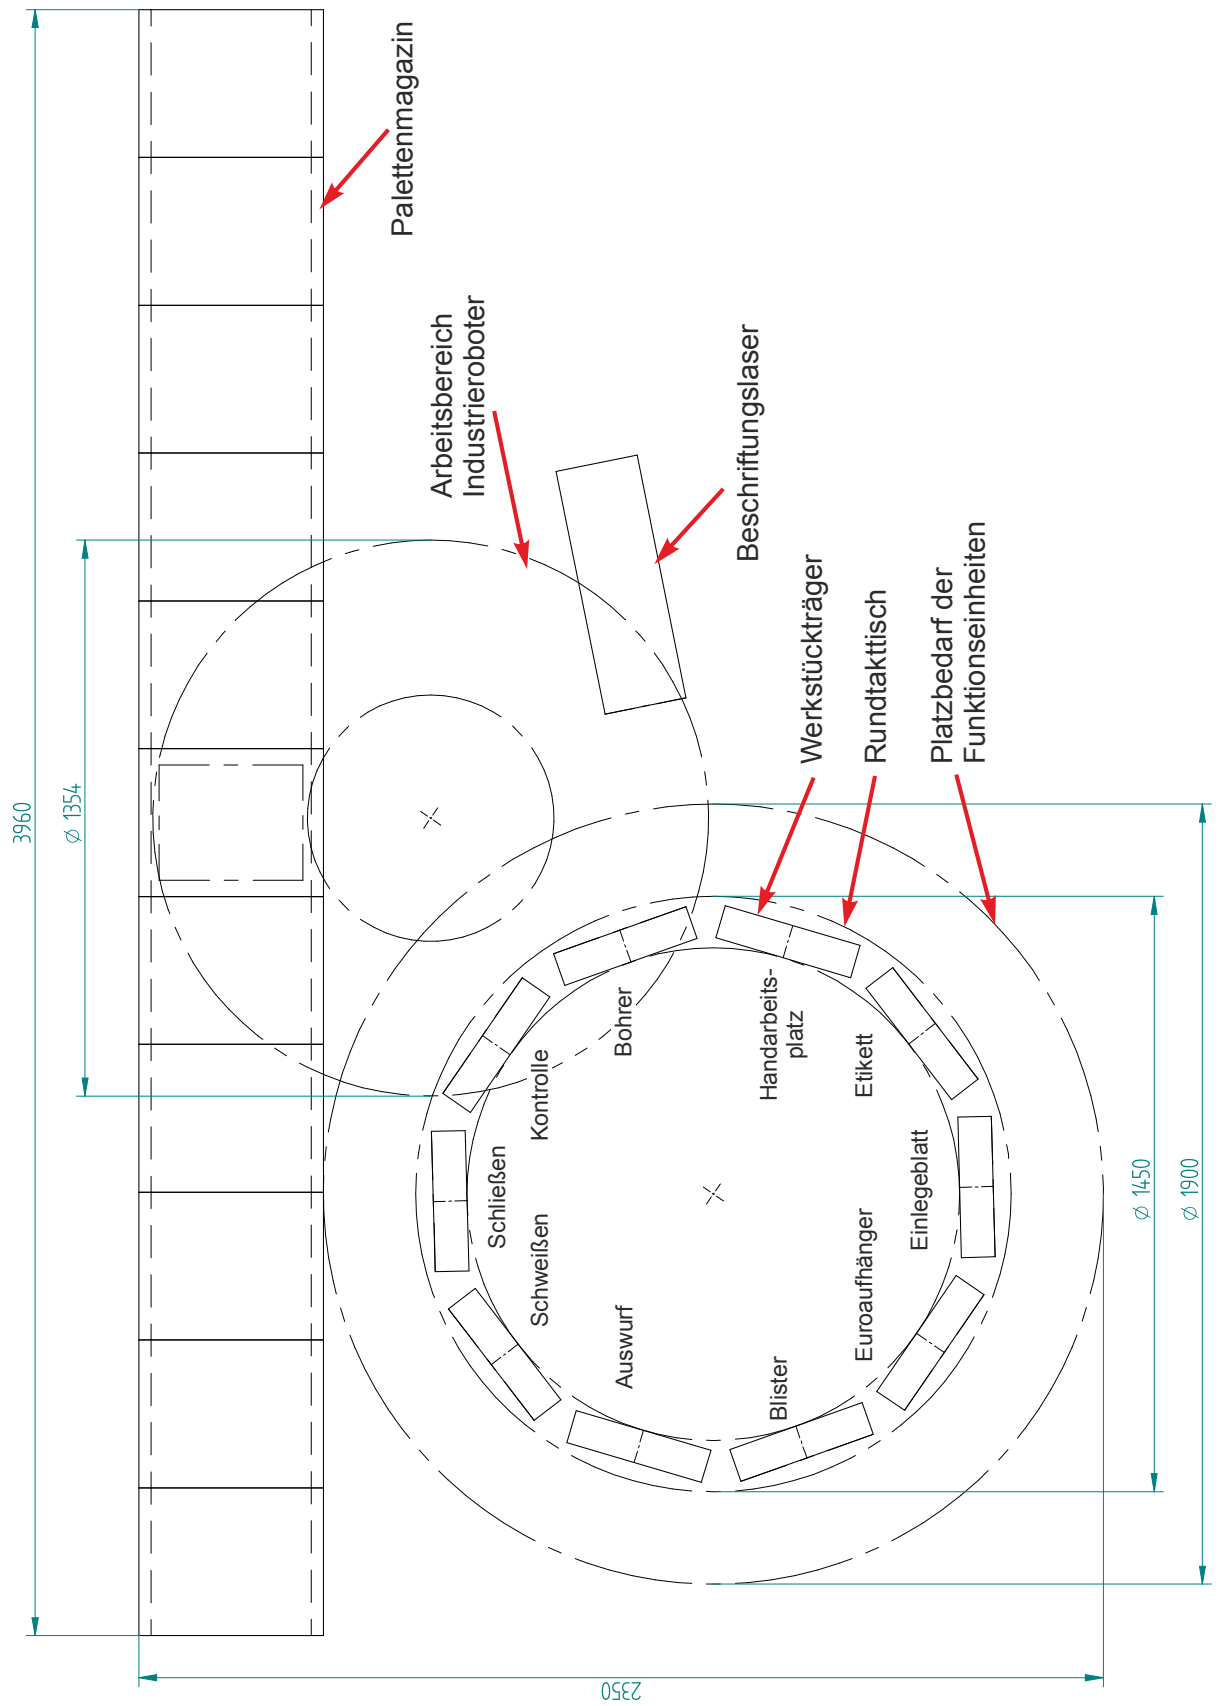 3960
Ø 1354
Palettenmagazin
Arbeitsbereich
Industrieroboter
Beschriftungslaser
Werkstückträger
Rundtakttisch
Platzbedarf der
Funktionseinheiten
Bohrer
Kontrolle
Schließen
Schweißen
Auswurf
Handarbeits-
platz
Etikett
Einlegeblatt
Euroaufhänger
Blister
Ø 1450
Ø 1900
2350